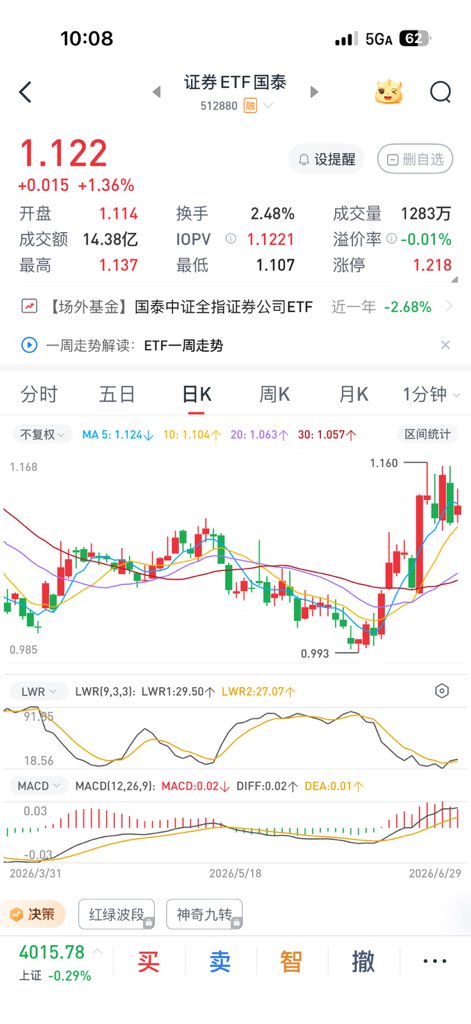 10:08 5GA 62
证券ETF国泰
512880 融
1.122
+0.015 +1.36%
设提醒 删自选
开盘 1.114 换手 2.48% 成交量 1283万
成交额 14.38亿 IOPV 1.1221 溢价率 -0.01%
最高 1.137 最低 1.107 涨停 1.218
【场外基金】国泰中证全指证券公司ETF 近一年 -2.68%
一周走势解读: ETF一周走势
分时 五日 日K 周K 月K 1分钟
不复权 MA 5: 1.124↓ 10: 1.104↑ 20: 1.063↑ 30: 1.057↑ 区间统计
1.168
1.160
0.985
0.993
LWR LWR(9,3,3): LWR1:29.50↑ LWR2:27.07↑
91.85
18.56
MACD MACD(12,26,9): MACD:0.02↓ DIFF:0.02↑ DEA:0.01↑
0.03
-0.03
2026/3/31 2026/5/18 2026/6/29
决策 红绿波段 神奇九转
4015.78
上证 -0.29%
买 卖 智 撤